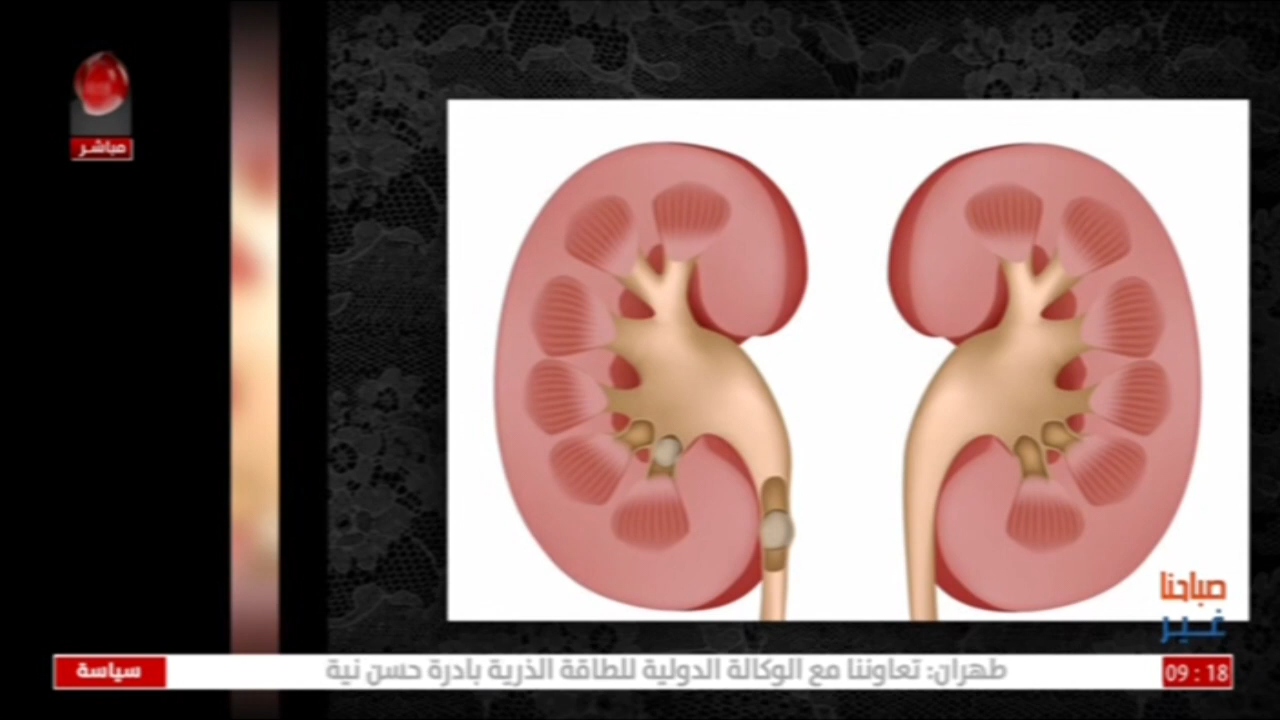 مباشر
صباحنا
غير
سياسة
طهران: تعاوننا مع الوكالة الدولية للطاقة الذرية بادرة حسن نية
09 : 18